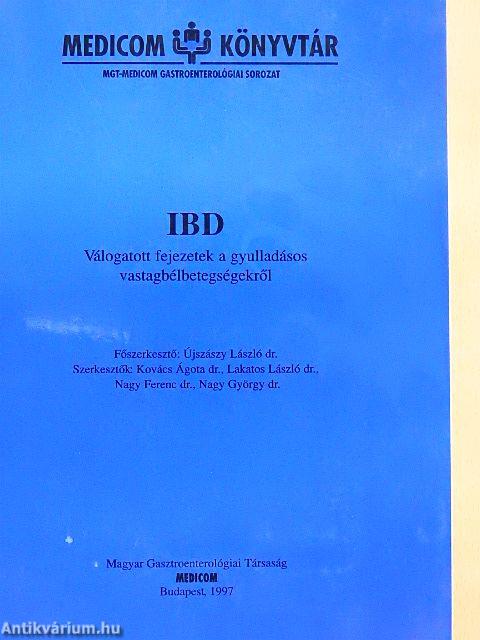 MEDICOM KÖNYVTÁR
MGT-MEDICOM GASTROENTEROLÓGIAI SOROZAT
IBD
Válogatott fejezetek a gyulladásos
vastagbélbetegségekről
Főszerkesztő: Újszászy László dr.
Szerkesztők: Kovács Ágota dr., Lakatos László dr.,
Nagy Ferenc dr., Nagy György dr.
Magyar Gasztroenterológiai Társaság
MEDICOM
Budapest, 1997
Antikvárium.hu